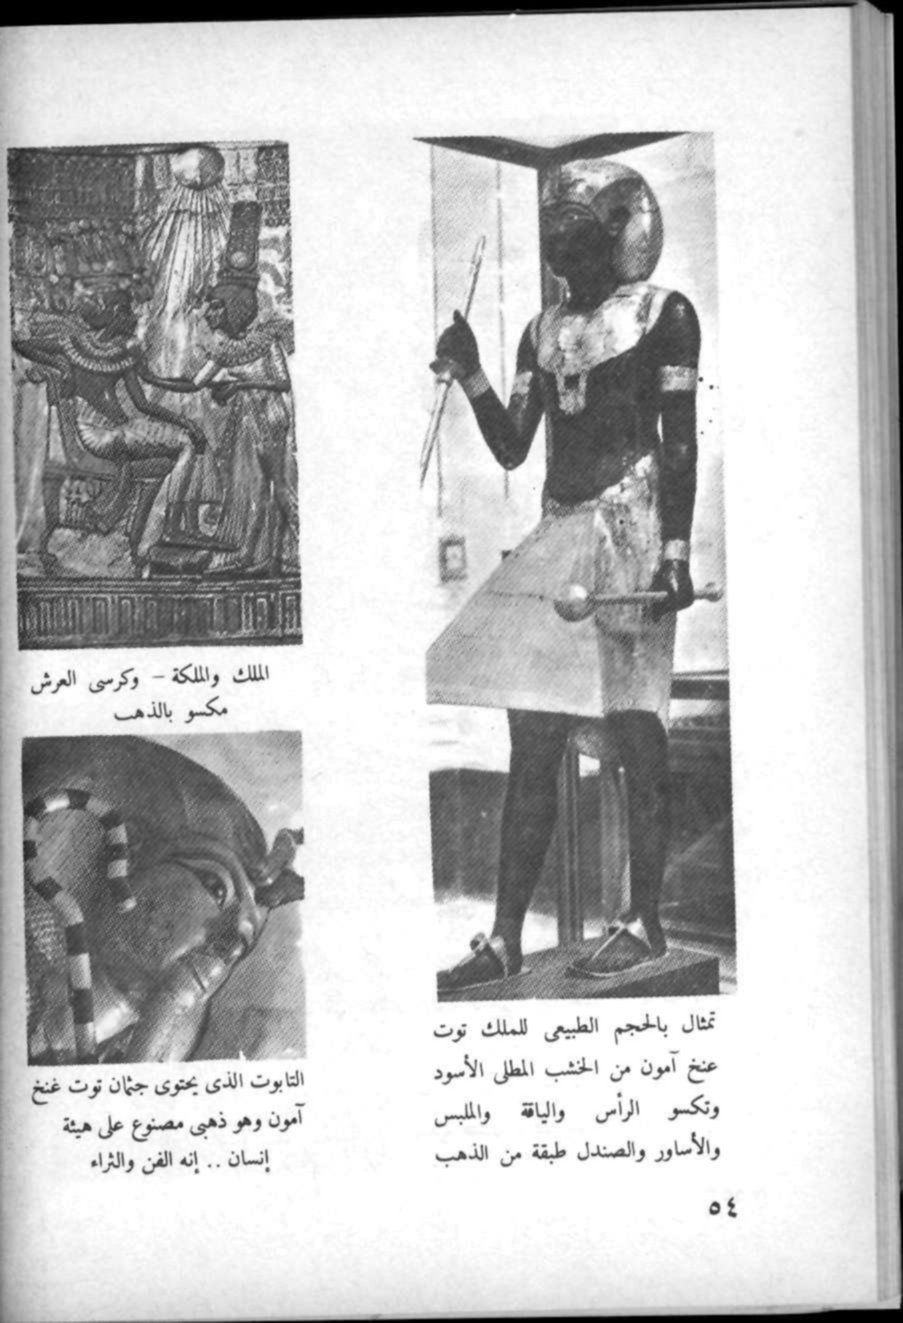 تمثال بالحجم الطبيعى للملك توت
عنخ آمون من الخشب المطلى الأسود
وتكسو الرأس والياقة والملبس
والأساور والصندل طبقة من الذهب
الملك والملكة - وكرسى العرش
مكسو بالذهب
التابوت الذى يحتوى جثمان توت غنخ
آمون وهو ذهبى مصنوع على هيئة
إنسان .. إنه الفن والثراء
٥٤